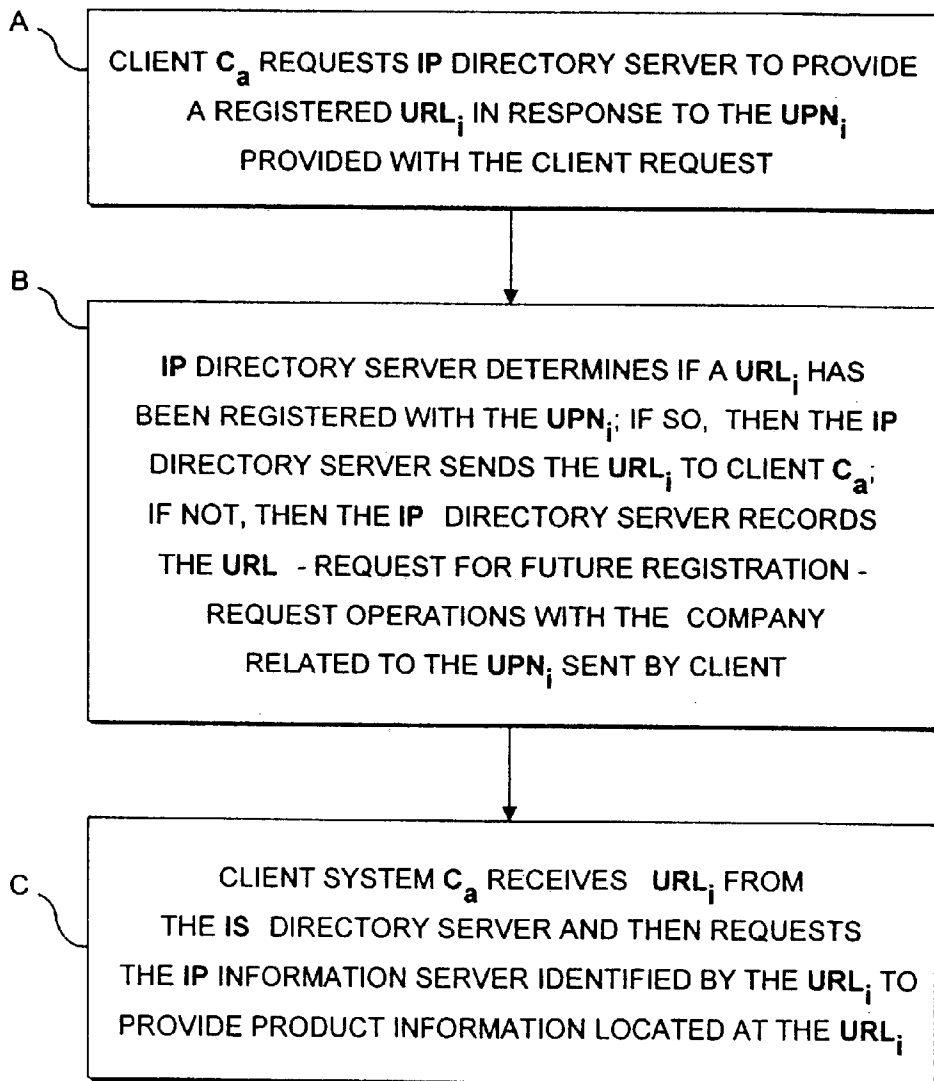 A
CLIENT Ca REQUESTS IP DIRECTORY SERVER TO PROVIDE
A REGISTERED URLi IN RESPONSE TO THE UPNi
PROVIDED WITH THE CLIENT REQUEST
B
IP DIRECTORY SERVER DETERMINES IF A URLi HAS
BEEN REGISTERED WITH THE UPNi; IF SO, THEN THE IP
DIRECTORY SERVER SENDS THE URLi TO CLIENT Ca;
IF NOT, THEN THE IP DIRECTORY SERVER RECORDS
THE URL - REQUEST FOR FUTURE REGISTRATION -
REQUEST OPERATIONS WITH THE COMPANY
RELATED TO THE UPNi SENT BY CLIENT
C
CLIENT SYSTEM Ca RECEIVES URLi FROM
THE IS DIRECTORY SERVER AND THEN REQUESTS
THE IP INFORMATION SERVER IDENTIFIED BY THE URLi TO
PROVIDE PRODUCT INFORMATION LOCATED AT THE URLi